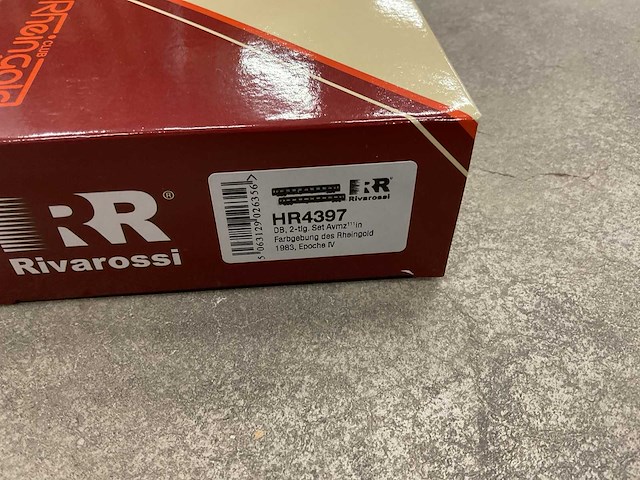 Rheingold
CLUB
RR®
Rivarossi
RR
Rivarossi
HR4397
DB, 2-tlg. Set Avmz¹¹¹in
Farbgebung des Rheingold
1983, Epoche IV
5 063129 026356>